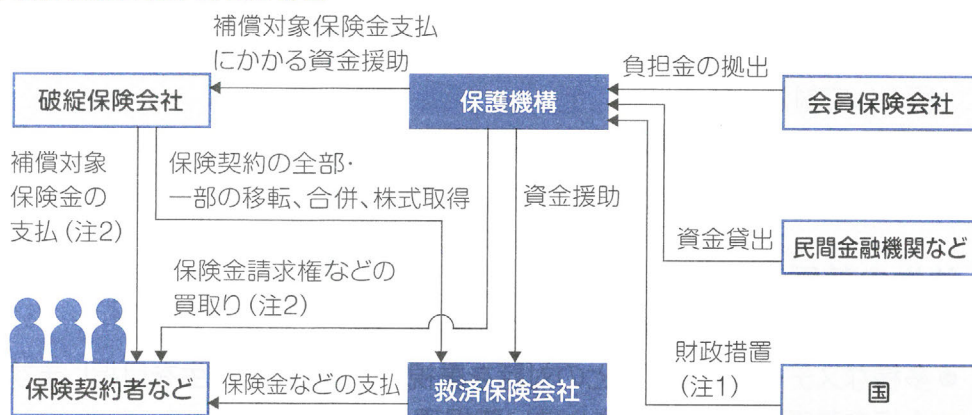 補償対象保険金支払
にかかる資金援助
負担金の拠出
破綻保険会社
保護機構
会員保険会社
補償対象
保険金の
支払(注2)
保険契約の全部・
一部の移転、合併、株式取得
資金援助
資金貸出
民間金融機関など
保険金請求権などの
買取り(注2)
財政措置
(注1)
保険契約者など
保険金などの支払
救済保険会社
国